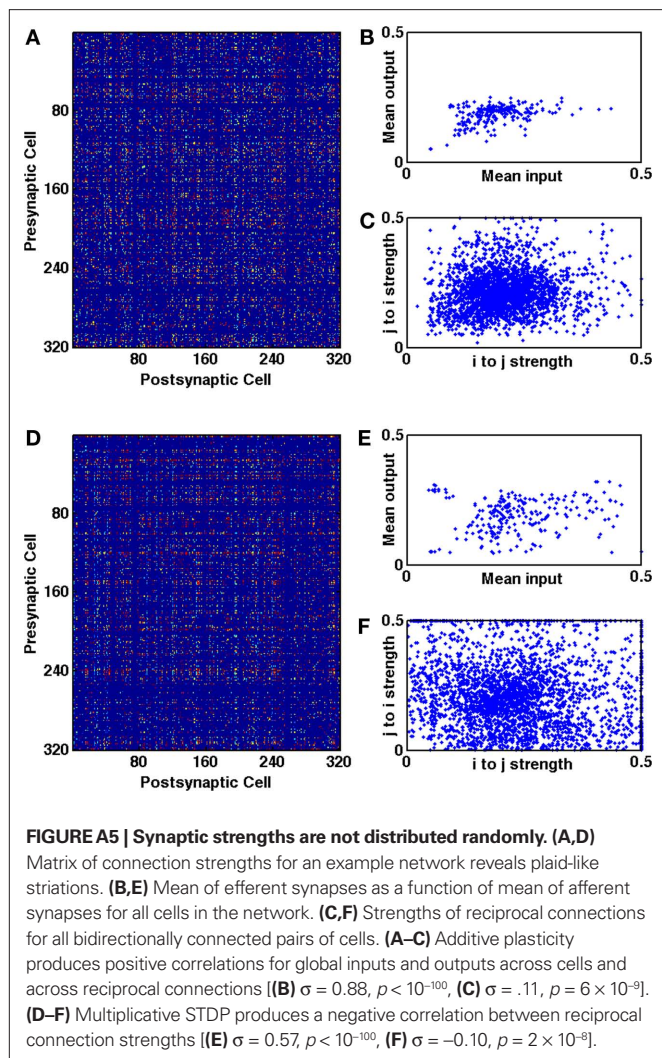 A
80
160
240
320
Presynaptic Cell
80 160 240 320
Postsynaptic Cell
B
0.5
0
Mean output
Mean input
0.5
C
0.5
0
j to i strength
0
i to j strength
0.5
D
80
160
240
320
Presynaptic Cell
80 160 240 320
Postsynaptic Cell
E
0.5
0
Mean output
0
Mean input
0.5
F
0.5
0
j to i strength
0
i to j strength
0.5
FIGURE A5 | Synaptic strengths are not distributed randomly. (A,D)
Matrix of connection strengths for an example network reveals plaid-like
striations. (B,E) Mean of efferent synapses as a function of mean of afferent
synapses for all cells in the network. (C,F) Strengths of reciprocal connections
for all bidirectionally connected pairs of cells. (A–C) Additive plasticity
produces positive correlations for global inputs and outputs across cells and
across reciprocal connections [(B) σ = 0.88, p < 10⁻¹⁰⁰, (C) σ = .11, p = 6 × 10⁻⁹].
(D–F) Multiplicative STDP produces a negative correlation between reciprocal
connection strengths [(E) σ = 0.57, p < 10⁻¹⁰⁰, (F) σ = –0.10, p = 2 × 10⁻⁸].